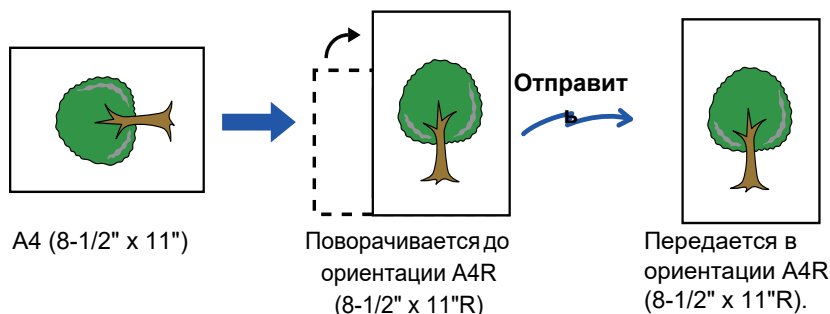 Отправит
ь
A4 (8-1/2" x 11")
Поворачивается до
ориентации A4R
(8-1/2" x 11"R)
Передается в
ориентации A4R
(8-1/2" x 11"R).